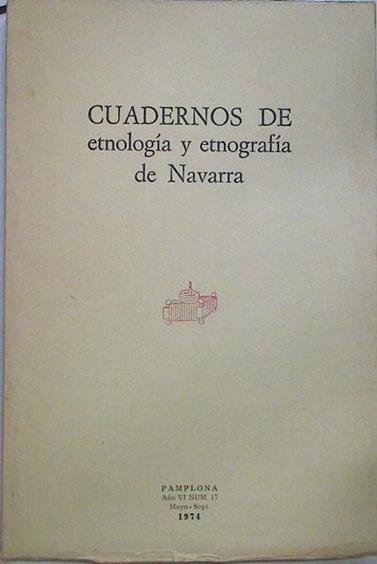 CUADERNOS DE
etnología y etnografía
de Navarra
PAMPLONA
Año VI NUM. 17
Mayo - Sept.
1974